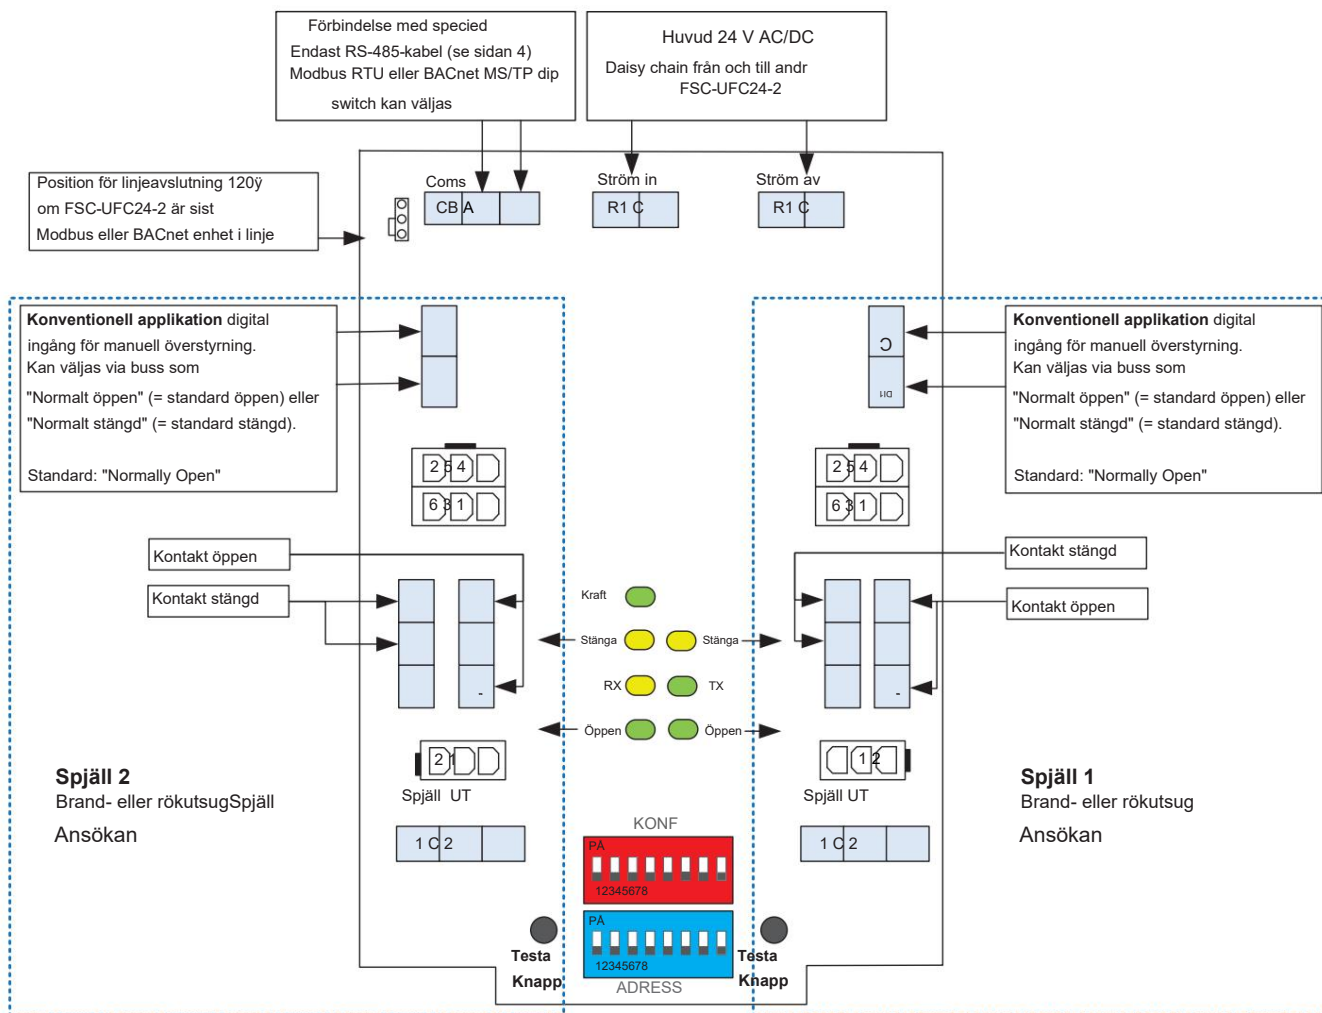 Förbindelse med specied
Endast RS-485-kabel (se sidan 4)
Modbus RTU eller BACnet MS/TP dip
switch kan väljas
Huvud 24 V AC/DC
Daisy chain från och till andr
FSC-UFC24-2
Position för linjeavslutning 120ÿ
om FSC-UFC24-2 är sist
Modbus eller BACnet enhet i linje
Coms
CB A
Ström in
R1 C
Ström av
R1 C
Konventionell applikation digital
ingång för manuell överstyrning.
Kan väljas via buss som
"Normalt öppen" (= standard öppen) eller
"Normalt stängd" (= standard stängd).
Standard: "Normally Open"
C
DI1
Konventionell applikation digital
ingång för manuell överstyrning.
Kan väljas via buss som
"Normalt öppen" (= standard öppen) eller
"Normalt stängd" (= standard stängd).
Standard: "Normally Open"
2 5 4
6 3 1
2 5 4
6 3 1
Kontakt öppen
Kontakt stängd
Kontakt stängd
Kontakt öppen
Kraft
Stänga
Stänga
RX
TX
Öppen
Öppen
-
-
2 1
1 2
Spjäll UT
Spjäll UT
1 C 2
1 C 2
Spjäll 2
Brand- eller rökutsugSpjäll
Ansökan
Spjäll 1
Brand- eller rökutsug
Ansökan
KONF
PÅ
12345678
PÅ
12345678
ADRESS
Testa
Knapp
Testa
Knapp